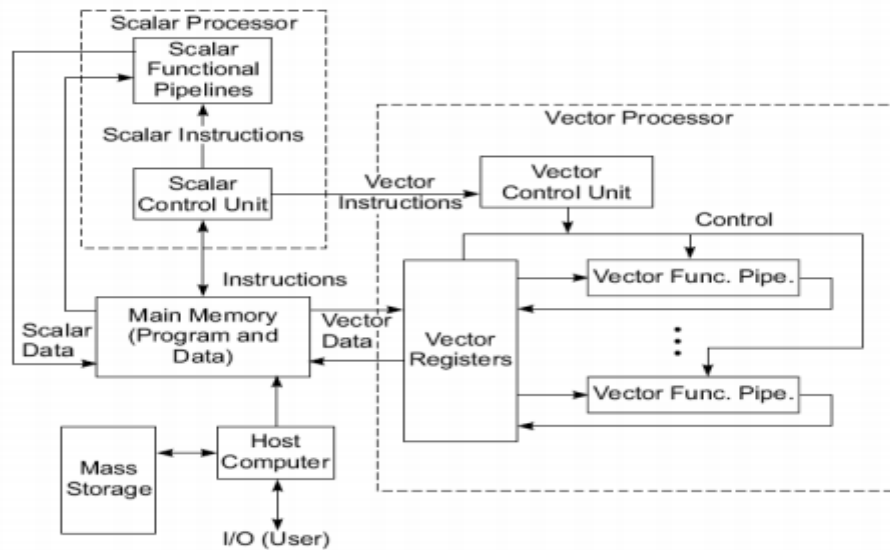 Scalar Processor
Scalar
Functional
Pipelines
Scalar Instructions
Scalar
Control Unit
Vector Processor
Vector
Instructions
Vector
Control Unit
Control
Instructions
Vector Func. Pipe.
Main Memory
(Program and
Data)
Scalar
Data
Vector
Data
Vector
Registers
Vector Func. Pipe.
Mass
Storage
Host
Computer
I/O (User)